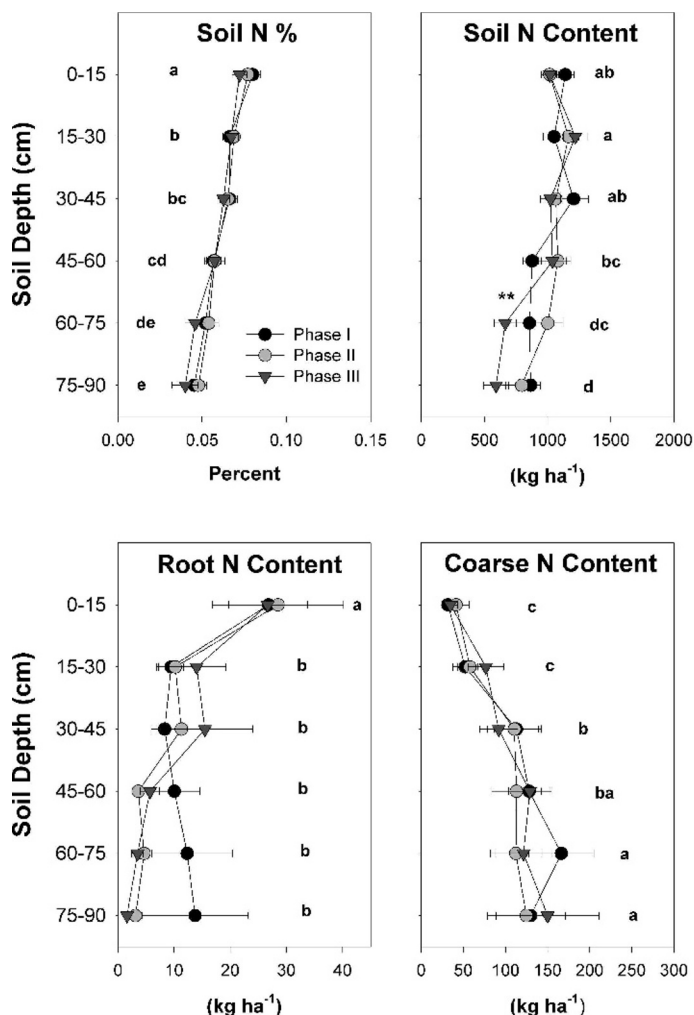 Soil N %
Soil N Content
Soil Depth (cm)
0-15
15-30
30-45
45-60
60-75
75-90
a
b
bc
cd
de
e
Phase I
Phase II
Phase III
0.00 0.05 0.10 0.15
Percent
ab
a
ab
bc
**
dc
d
0 500 1000 1500 2000
(kg ha⁻¹)
Root N Content
Coarse N Content
Soil Depth (cm)
0-15
15-30
30-45
45-60
60-75
75-90
a
b
b
b
b
b
0 10 20 30 40
(kg ha⁻¹)
c
c
b
ba
a
a
0 50 100 150 200 250 300
(kg ha⁻¹)